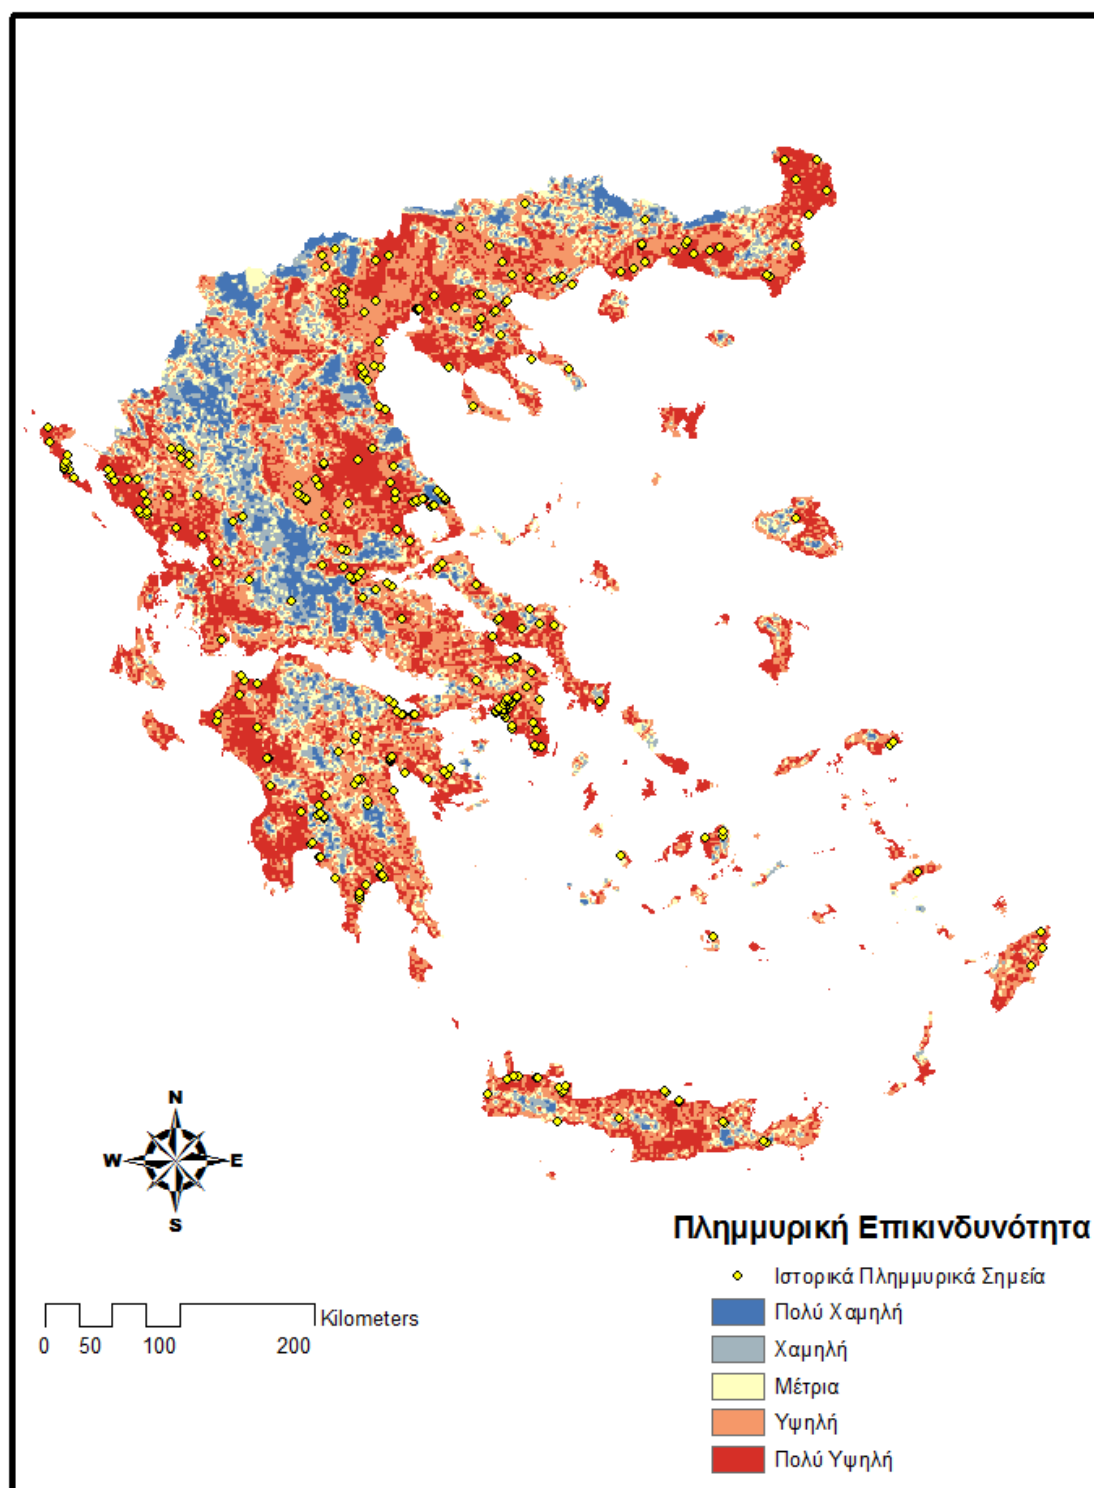 N
W E
S
Πλημμυρική Επικινδυνότητα
Ιστορικά Πλημμυρικά Σημεία
Πολύ Χαμηλή
Χαμηλή
Μέτρια
Υψηλή
Πολύ Υψηλή
Kilometers
0 50 100 200